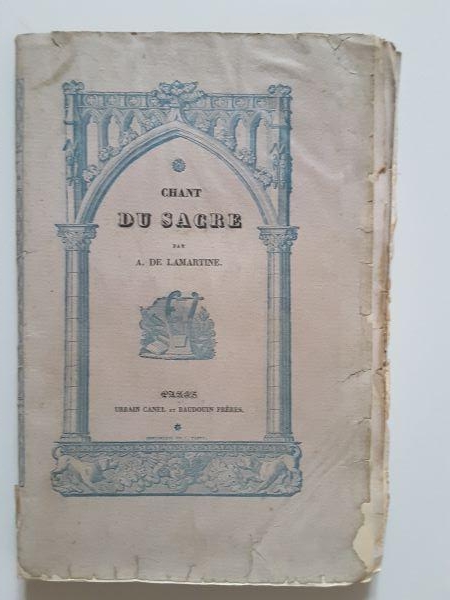 CHANT
DU SACRE
PAR
A. DE LAMARTINE.
PARIS
URBAIN CANEL ET BAUDOUIN FRÈRES.